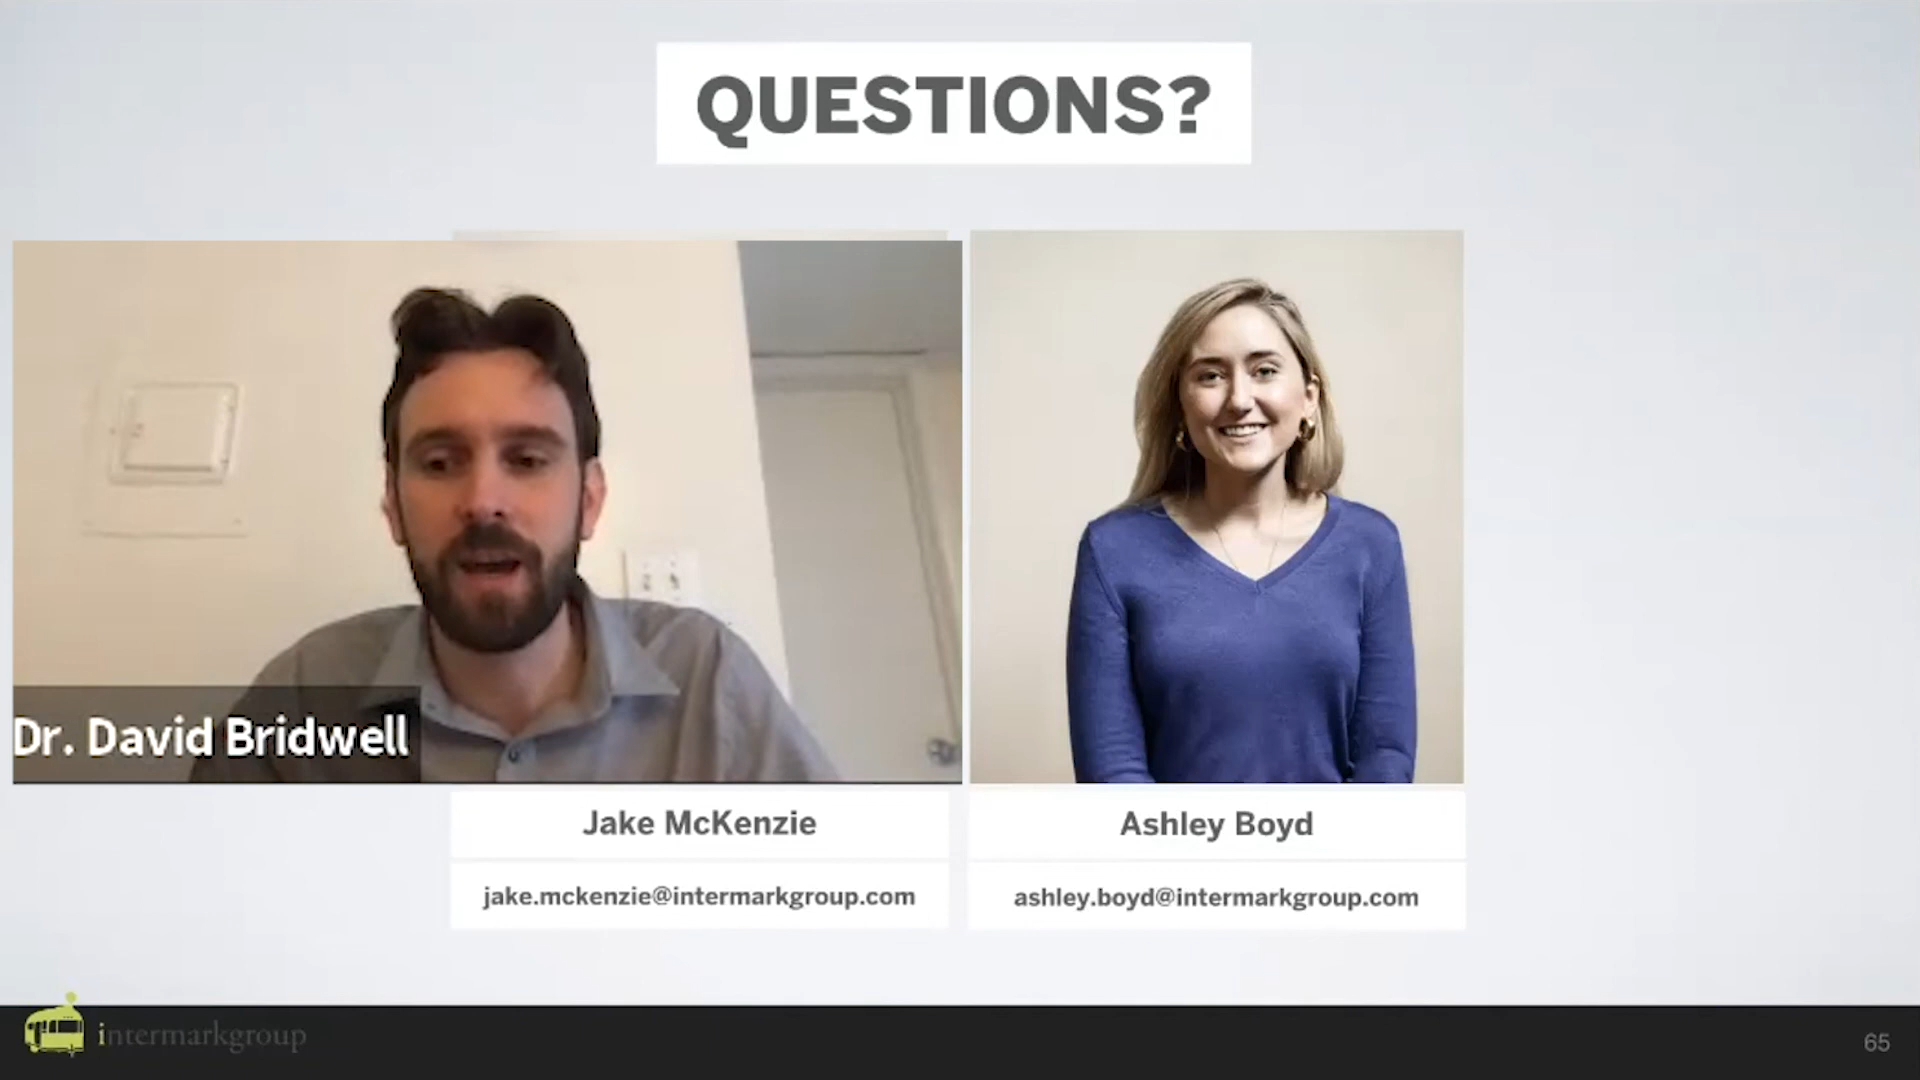 QUESTIONS?
Dr. David Bridwell
Jake McKenzie
Ashley Boyd
jake.mckenzie@intermarkgroup.com
ashley.boyd@intermarkgroup.com
intermarkgroup
65